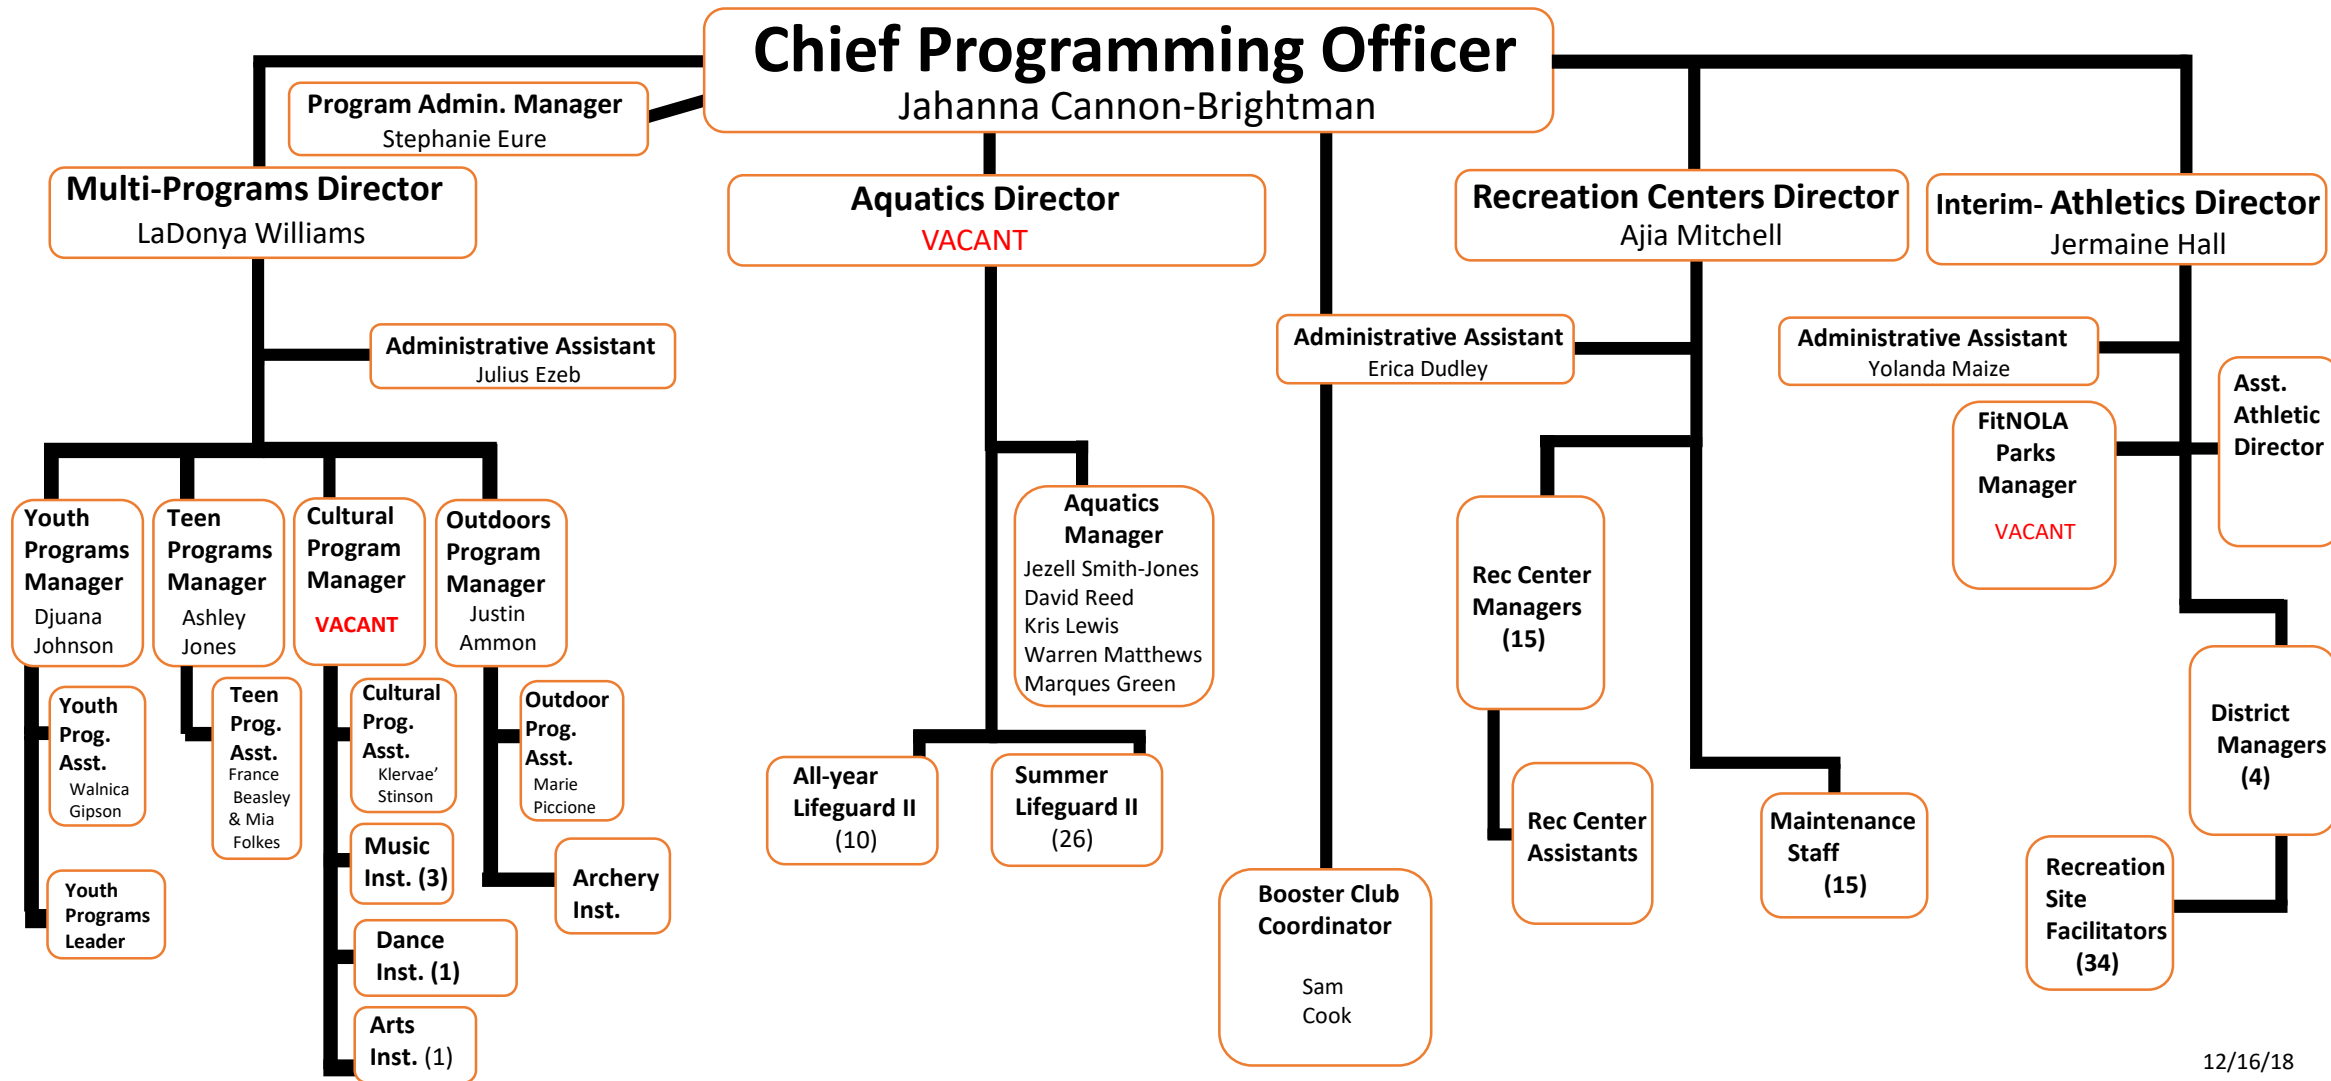 Chief Programming Officer
Jahanna Cannon-Brightman
Program Admin. Manager
Stephanie Eure
Multi-Programs Director
LaDonya Williams
Aquatics Director
VACANT
Recreation Centers Director
Ajia Mitchell
Interim- Athletics Director
Jermaine Hall
Administrative Assistant
Julius Ezeb
Administrative Assistant
Erica Dudley
Administrative Assistant
Yolanda Maize
Asst.
Athletic
Director
FitNOLA
Parks
Manager
VACANT
Youth
Programs
Manager
Djuana
Johnson
Teen
Programs
Manager
Ashley
Jones
Cultural
Program
Manager
VACANT
Outdoors
Program
Manager
Justin
Ammon
Aquatics
Manager
Jezell Smith-Jones
David Reed
Kris Lewis
Warren Matthews
Marques Green
Rec Center
Managers
(15)
District
Managers
(4)
Youth
Prog.
Asst.
Walnica
Gipson
Teen
Prog.
Asst.
France
Beasley
& Mia
Folkes
Cultural
Prog.
Asst.
Klervae’
Stinson
Outdoor
Prog.
Asst.
Marie
Piccione
All-year
Lifeguard II
(10)
Summer
Lifeguard II
(26)
Rec Center
Assistants
Maintenance
Staff
(15)
Recreation
Site
Facilitators
(34)
Youth
Programs
Leader
Music
Inst. (3)
Archery
Inst.
Booster Club
Coordinator
Sam
Cook
Dance
Inst. (1)
Arts
Inst. (1)
12/16/18